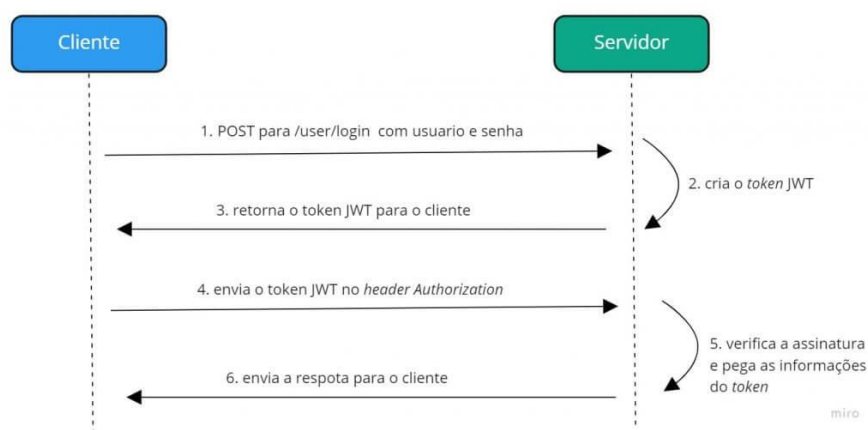 Cliente
Servidor
1. POST para /user/login com usuario e senha
2. cria o token JWT
3. retorna o token JWT para o cliente
4. envia o token JWT no header Authorization
5. verifica a assinatura
e pega as informações
do token
6. envia a respota para o cliente
miro